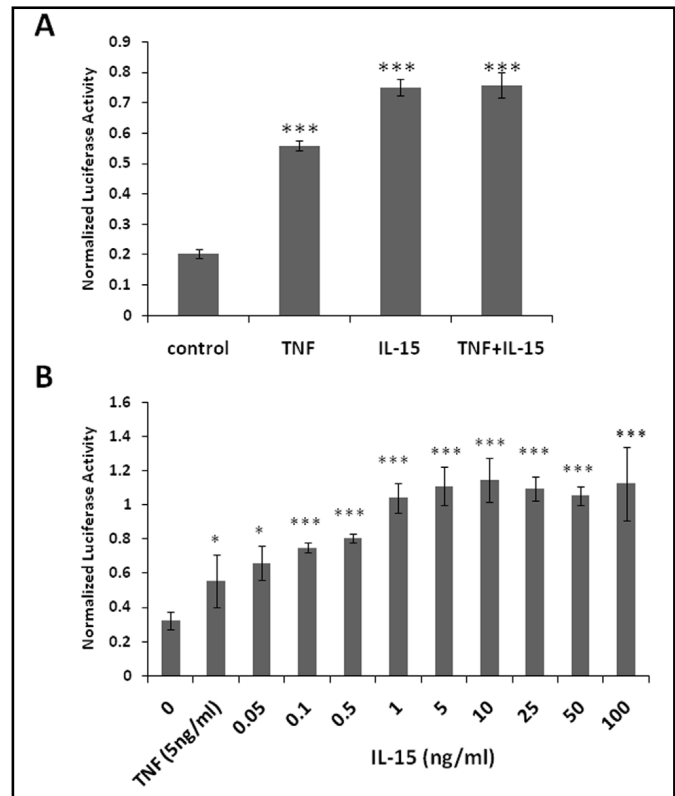 A
Normalized Luciferase Activity
0.9
0.8
0.7
0.6
0.5
0.4
0.3
0.2
0.1
0
***
***
***
control TNF IL-15 TNF+IL-15
B
Normalized Luciferase Activity
1.6
1.4
1.2
1
0.8
0.6
0.4
0.2
0
* * *** *** *** *** *** *** *** ***
0 TNF (5ng/ml) 0.05 0.1 0.5 1 5 10 25 50 100
IL-15 (ng/ml)